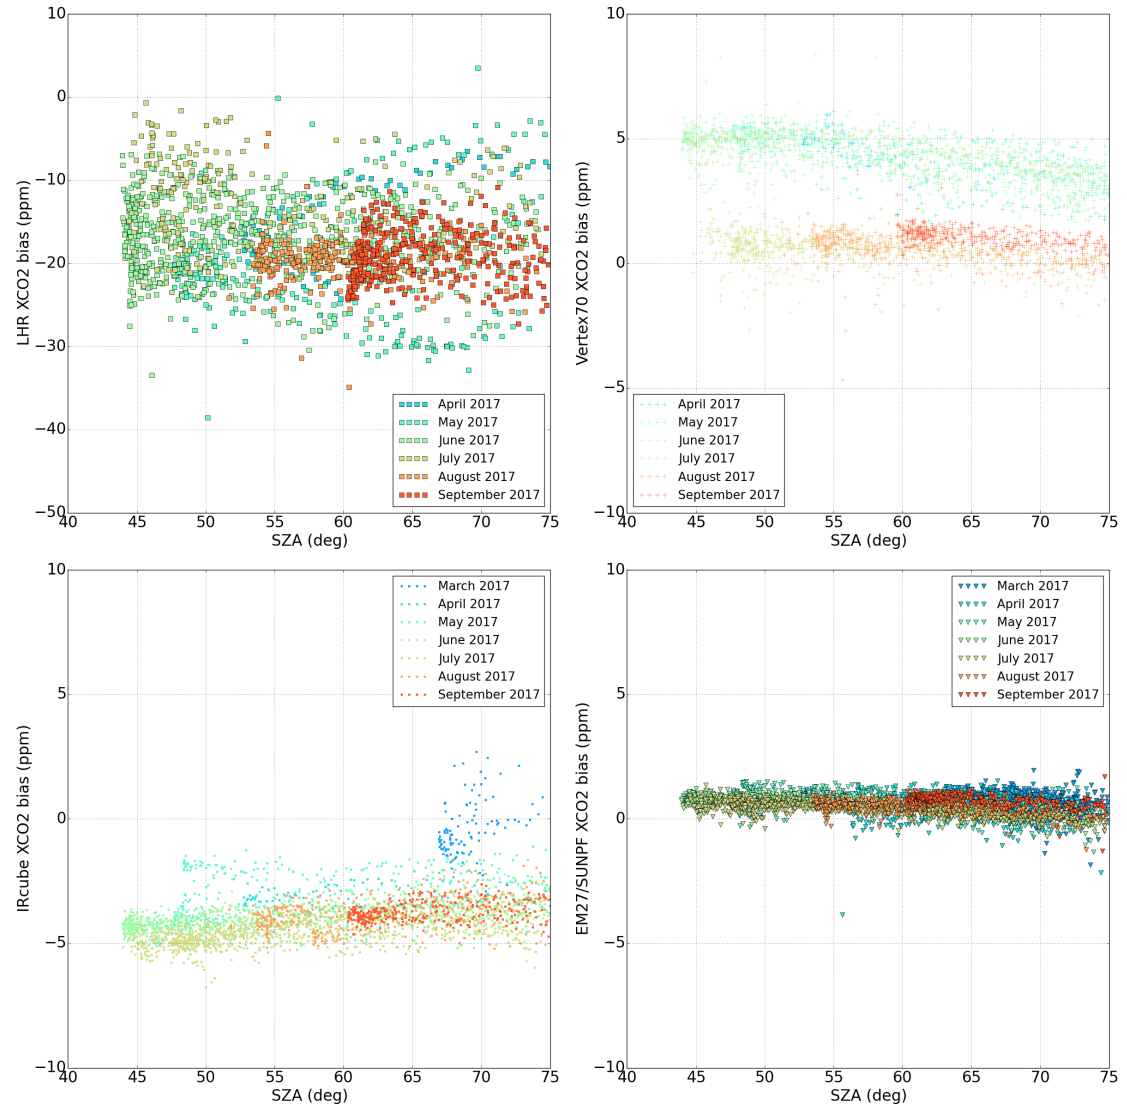 10
0
−10
−20
−30
−40
−50
LHR XCO2 bias (ppm)
April 2017
May 2017
June 2017
July 2017
August 2017
September 2017
40 45 50 55 60 65 70 75
SZA (deg)
10
5
0
−5
−10
Vertex70 XCO2 bias (ppm)
April 2017
May 2017
June 2017
July 2017
August 2017
September 2017
40 45 50 55 60 65 70 75
SZA (deg)
10
5
0
−5
−10
IRcube XCO2 bias (ppm)
March 2017
April 2017
May 2017
June 2017
July 2017
August 2017
September 2017
40 45 50 55 60 65 70 75
SZA (deg)
10
5
0
−5
−10
EM27/SUNPF XCO2 bias (ppm)
March 2017
April 2017
May 2017
June 2017
July 2017
August 2017
September 2017
40 45 50 55 60 65 70 75
SZA (deg)